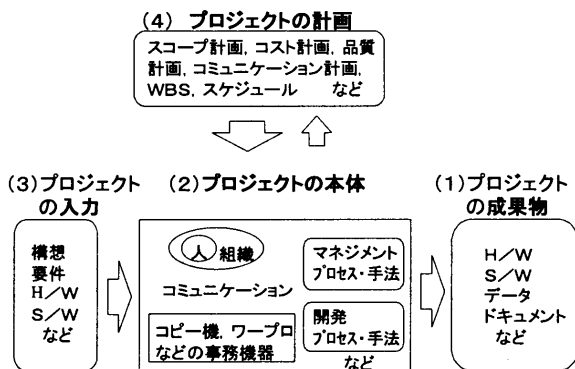 (4) プロジェクトの計画
スコープ計画, コスト計画, 品質
計画, コミュニケーション計画,
WBS, スケジュール など
(3)プロジェクト
の入力
構想
要件
H/W
S/W
など
(2)プロジェクトの本体
人 組織
コミュニケーション
コピー機, ワープロ
などの事務機器
マネジメント
プロセス・手法
開発
プロセス・手法
など
(1)プロジェクト
の成果物
H/W
S/W
データ
ドキュメント
など